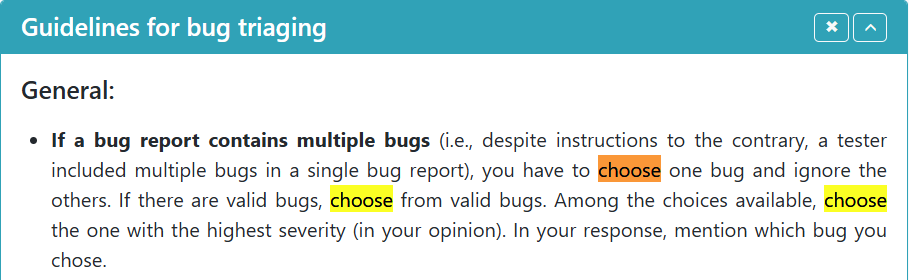 Guidelines for bug triaging
General:
If a bug report contains multiple bugs (i.e., despite instructions to the contrary, a tester
included multiple bugs in a single bug report), you have to choose one bug and ignore the
others. If there are valid bugs, choose from valid bugs. Among the choices available, choose
the one with the highest severity (in your opinion). In your response, mention which bug you
chose.